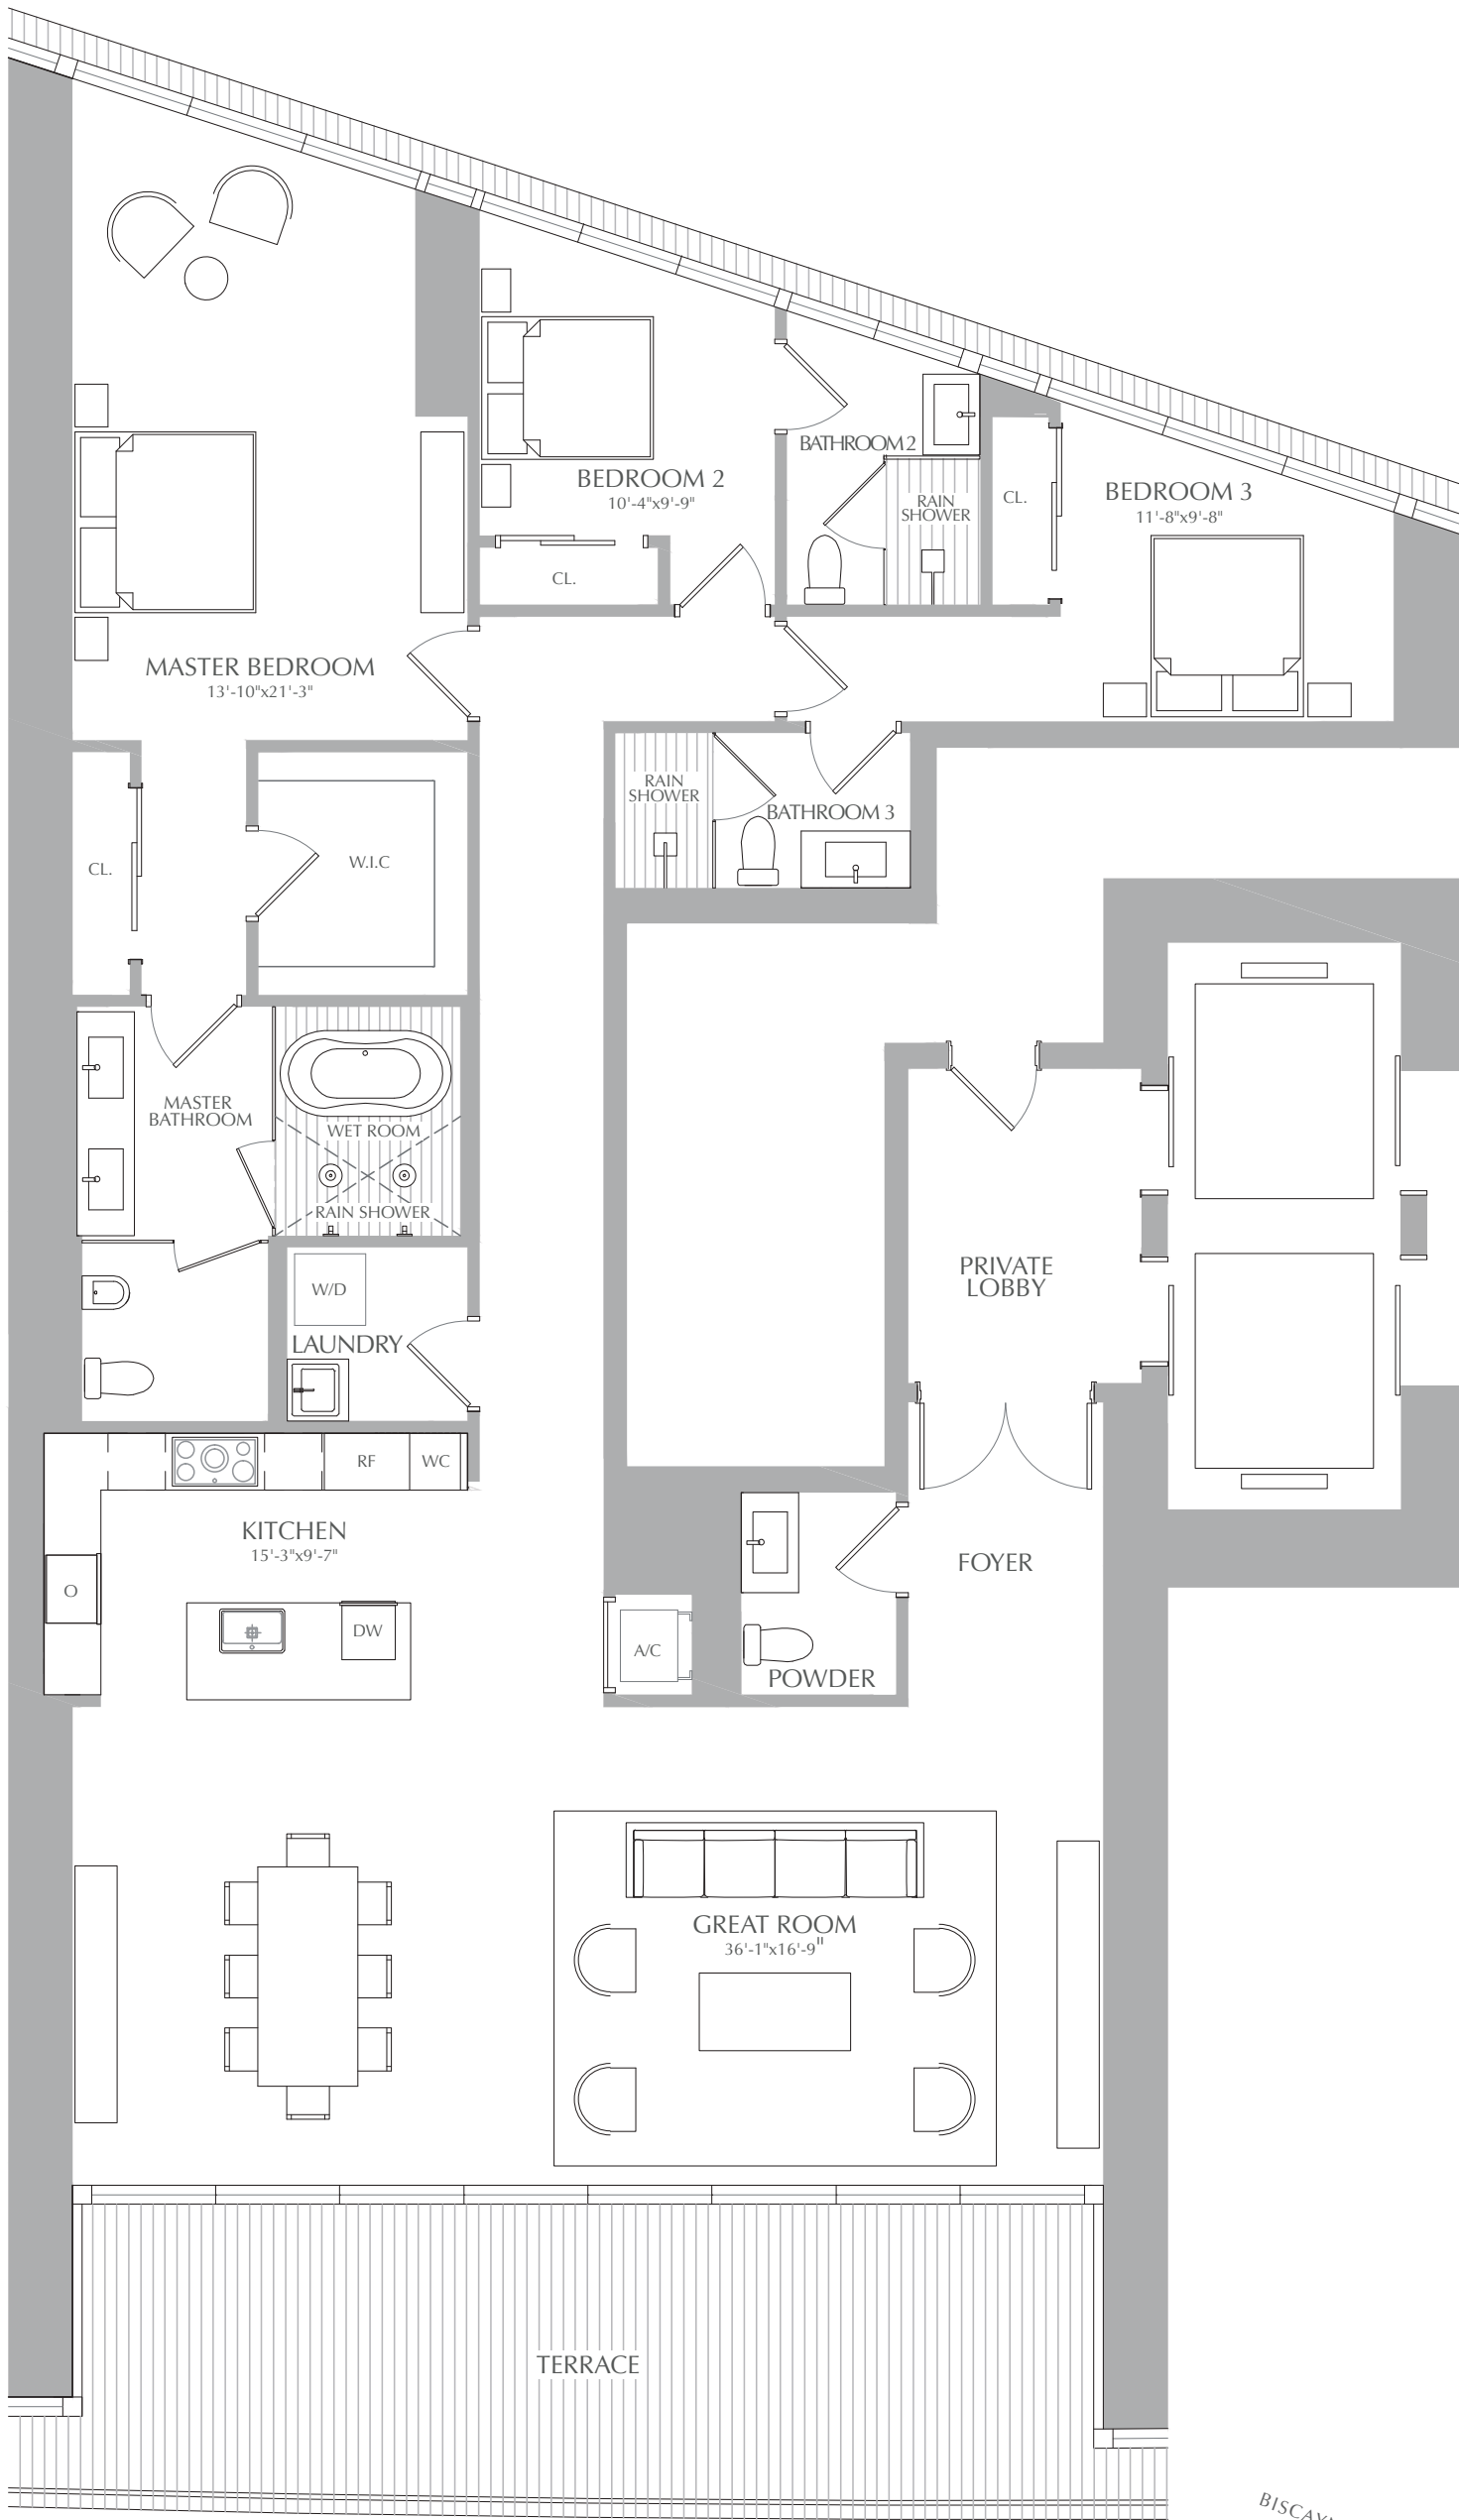 BATHROOM 2
BEDROOM 2
10'-4"x9'-9"
RAIN
SHOWER
CL.
BEDROOM 3
11'-8"x9'-8"
CL.
MASTER BEDROOM
13'-10"x21'-3"
RAIN
SHOWER
BATHROOM 3
CL.
W.I.C
MASTER
BATHROOM
WET ROOM
RAIN SHOWER
PRIVATE
LOBBY
W/D
LAUNDRY
RF
WC
KITCHEN
15'-3"x9'-7"
FOYER
O
DW
A/C
POWDER
GREAT ROOM
36'-1"x16'-9"
TERRACE